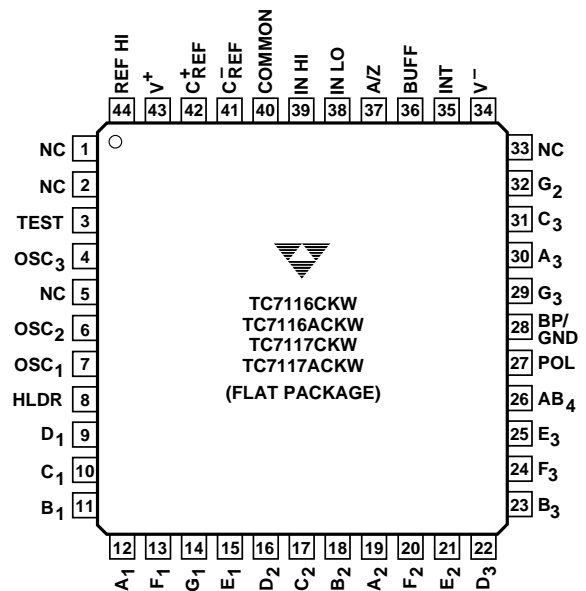 REF HI
V+
C+REF
C–REF
COMMON
IN HI
IN LO
A/Z
BUFF
INT
V–
44 43 42 41 40 39 38 37 36 35 34
NC 1
NC 2
TEST 3
OSC3 4
NC 5
OSC2 6
OSC1 7
HLDR 8
D1 9
C1 10
B1 11
TC7116CKW
TC7116ACKW
TC7117CKW
TC7117ACKW
(FLAT PACKAGE)
33 NC
32 G2
31 C3
30 A3
29 G3
28 BP/
GND
27 POL
26 AB4
25 E3
24 F3
23 B3
12 13 14 15 16 17 18 19 20 21 22
A1
F1
G1
E1
D2
C2
B2
A2
F2
E2
D3